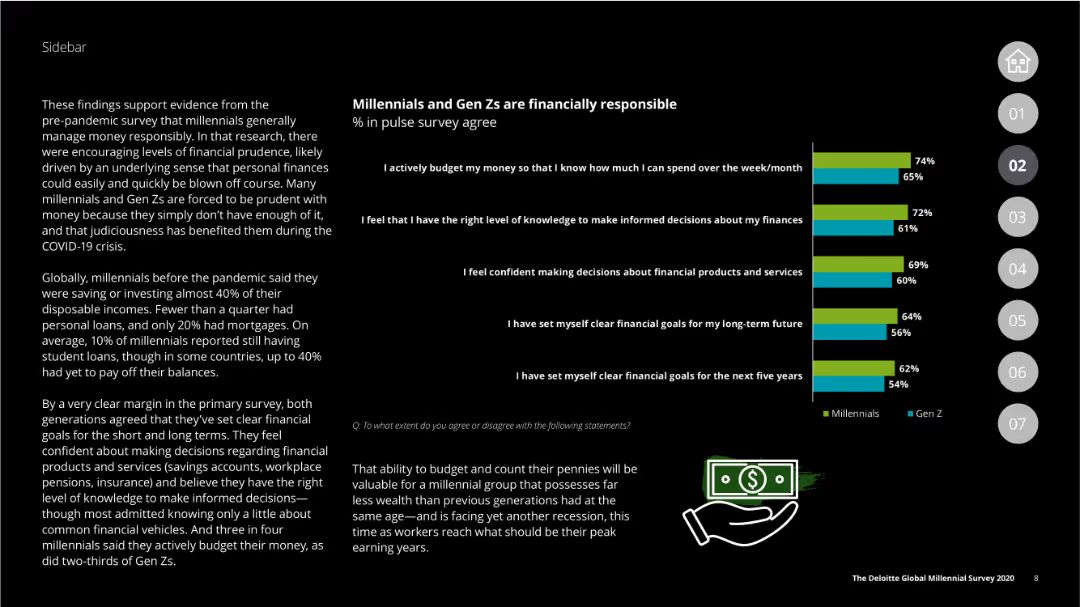 Sidebar
These findings support evidence from the
pre-pandemic survey that millennials generally
manage money responsibly. In that research, there
were encouraging levels of financial prudence, likely
driven by an underlying sense that personal finances
could easily and quickly be blown off course. Many
millennials and Gen Zs are forced to be prudent with
money because they simply don’t have enough of it,
and that judiciousness has benefited them during the
COVID-19 crisis.
Globally, millennials before the pandemic said they
were saving or investing almost 40% of their
disposable incomes. Fewer than a quarter had
personal loans, and only 20% had mortgages. On
average, 10% of millennials reported still having
student loans, though in some countries, up to 40%
had yet to pay off their balances.
By a very clear margin in the primary survey, both
generations agreed that they’ve set clear financial
goals for the short and long terms. They feel
confident about making decisions regarding financial
products and services (savings accounts, workplace
pensions, insurance) and believe they have the right
level of knowledge to make informed decisions—
though most admitted knowing only a little about
common financial vehicles. And three in four
millennials said they actively budget their money, as
did two-thirds of Gen Zs.
Millennials and Gen Zs are financially responsible
% in pulse survey agree
I actively budget my money so that I know how much I can spend over the week/month
74%
65%
I feel that I have the right level of knowledge to make informed decisions about my finances
72%
61%
I feel confident making decisions about financial products and services
69%
60%
I have set myself clear financial goals for my long-term future
64%
56%
I have set myself clear financial goals for the next five years
62%
54%
Millennials
Gen Z
Q: To what extent do you agree or disagree with the following statements?
That ability to budget and count their pennies will be
valuable for a millennial group that possesses far
less wealth than previous generations had at the
same age—and is facing yet another recession, this
time as workers reach what should be their peak
earning years.
$
01
02
03
04
05
06
07
The Deloitte Global Millennial Survey 2020
8